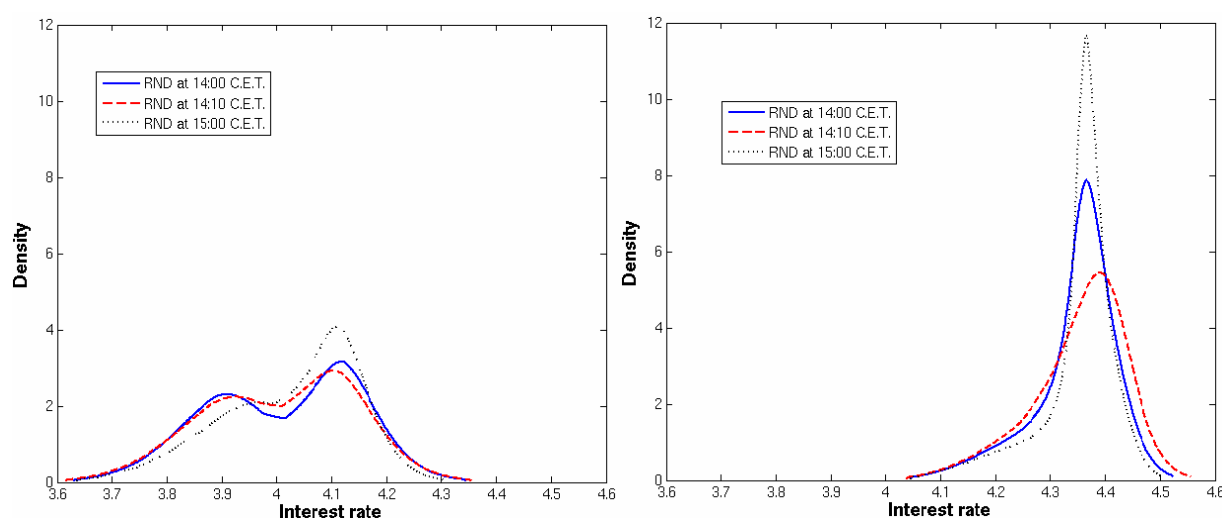 12
10
8
6
4
2
0
Density
RND at 14:00 C.E.T.
RND at 14:10 C.E.T.
RND at 15:00 C.E.T.
3.6 3.7 3.8 3.9 4 4.1 4.2 4.3 4.4 4.5 4.6
Interest rate
12
10
8
6
4
2
0
Density
RND at 14:00 C.E.T.
RND at 14:10 C.E.T.
RND at 15:00 C.E.T.
3.6 3.7 3.8 3.9 4 4.1 4.2 4.3 4.4 4.5 4.6
Interest rate